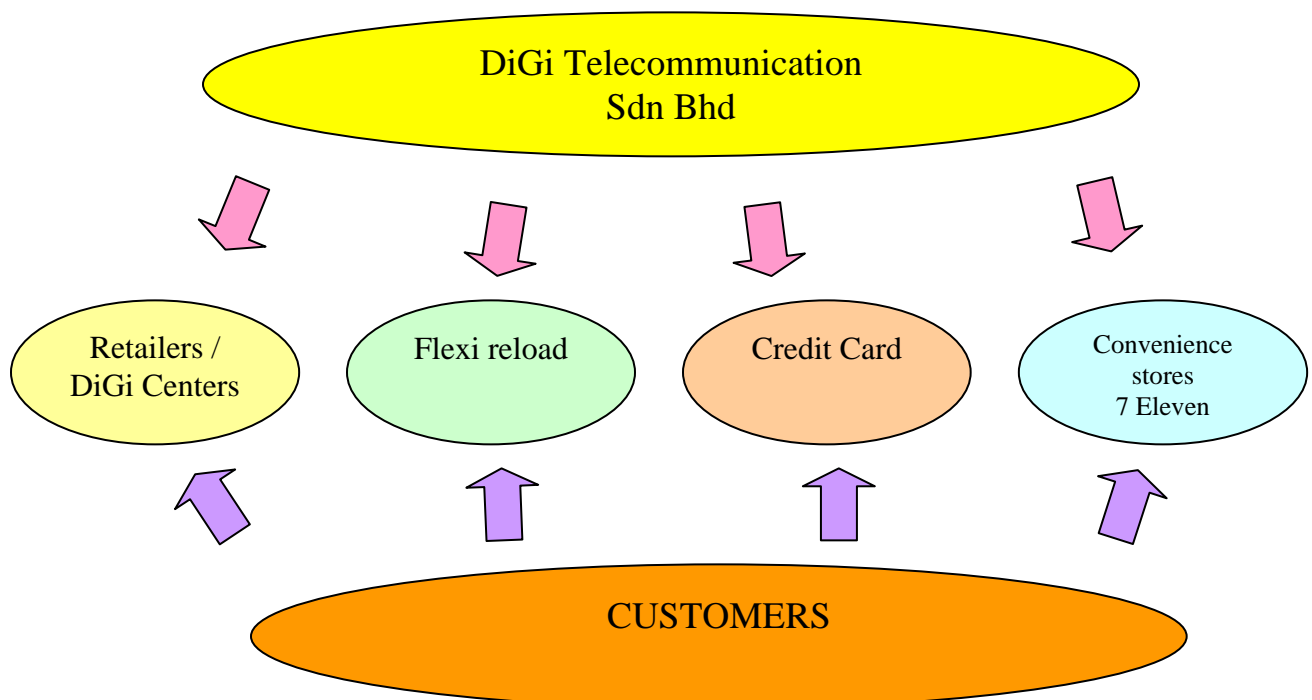 DiGi Telecommunication
Sdn Bhd
Retailers /
DiGi Centers
Flexi reload
Credit Card
Convenience
stores
7 Eleven
CUSTOMERS